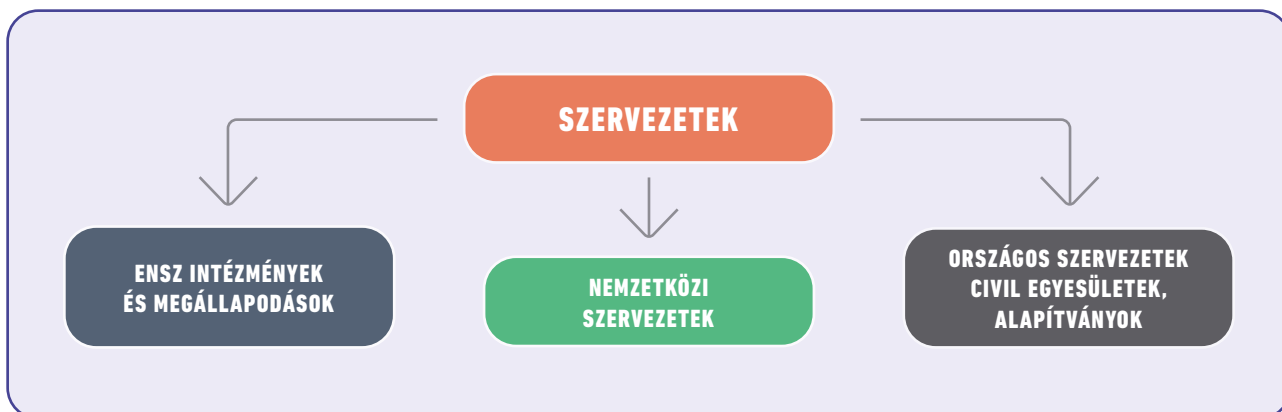 SZERVEZETEK
ENSZ INTÉZMÉNYEK
ÉS MEGÁLLAPODÁSOK
NEMZETKÖZI
SZERVEZETEK
ORSZÁGOS SZERVEZETEK
CIVIL EGYESÜLETEK,
ALAPÍTVÁNYOK